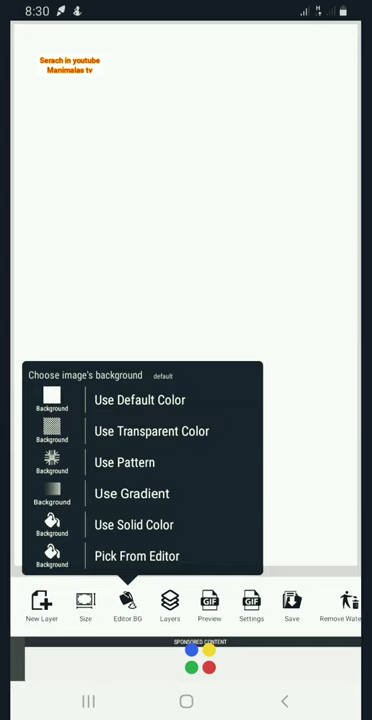 8:30
Serach in youtube
Manimalas tv
Choose image's background default
Background Use Default Color
Background Use Transparent Color
Background Use Pattern
Background Use Gradient
Background Use Solid Color
Background Pick From Editor
New Layer Size Editor BG Layers GIF Preview GIF Settings Save Remove Wate
SPONSORED CONTENT